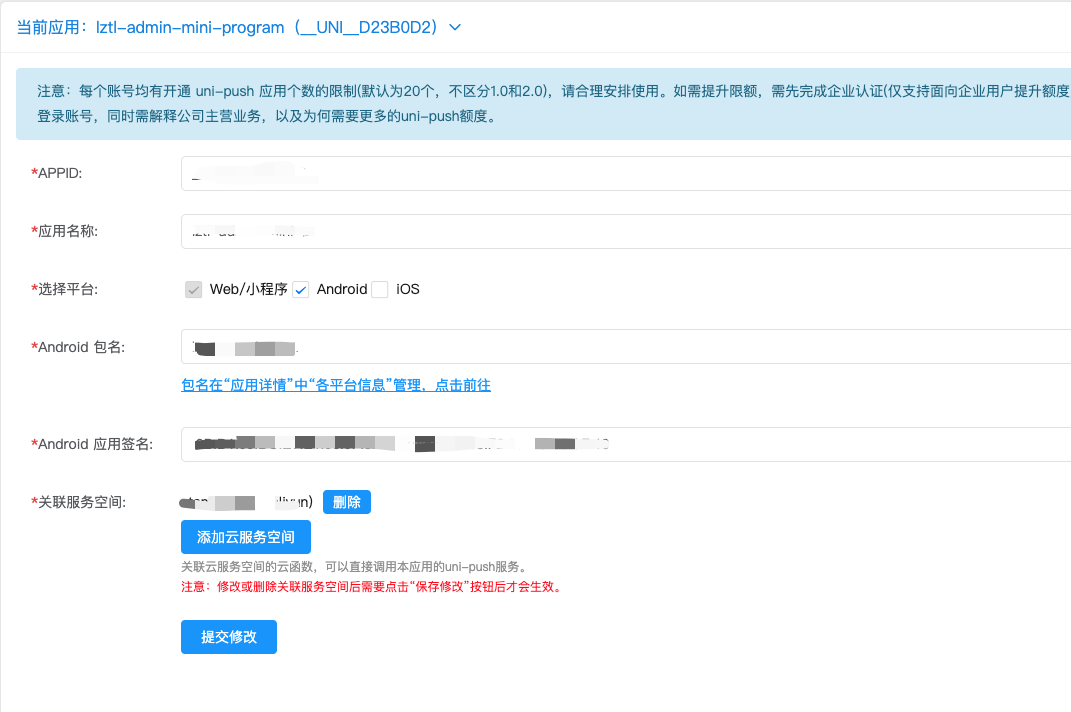 当前应用：lztl-admin-mini-program（__UNI__D23B0D2）
注意：每个账号均有开通 uni-push 应用个数的限制(默认为20个，不区分1.0和2.0)，请合理安排使用。如需提升限额，需先完成企业认证(仅支持面向企业用户提升额度
登录账号，同时需解释公司主营业务，以及为何需要更多的uni-push额度。
*APPID:
*应用名称:
*选择平台: Web/小程序 Android iOS
*Android 包名:
包名在“应用详情”中“各平台信息”管理，点击前往
*Android 应用签名:
*关联服务空间: 删除
添加云服务空间
关联云服务空间的云函数，可以直接调用本应用的uni-push服务。
注意：修改或删除关联服务空间后需要点击“保存修改”按钮后才会生效。
提交修改